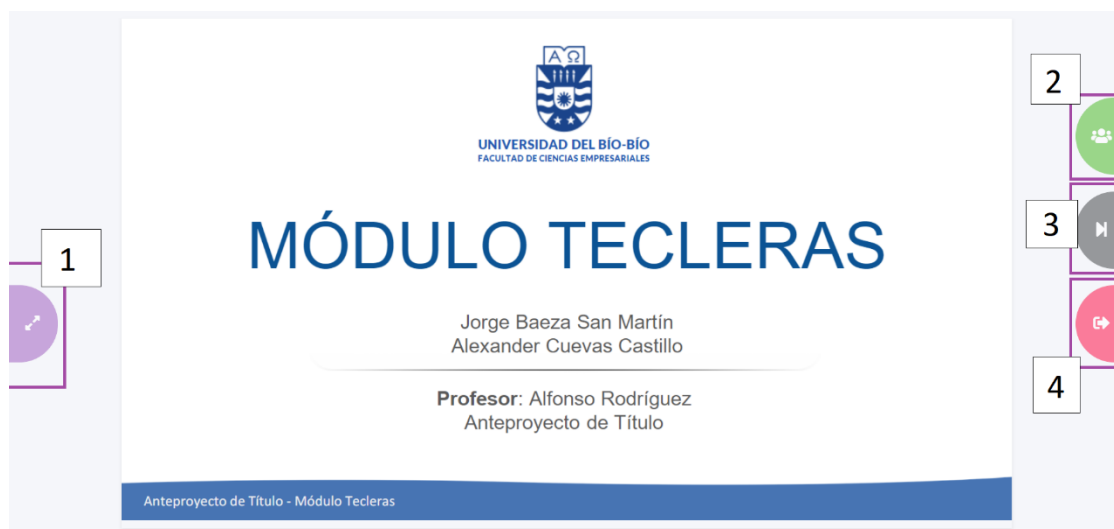 ΑΩ
UNIVERSIDAD DEL BÍO-BÍO
FACULTAD DE CIENCIAS EMPRESARIALES
MÓDULO TECLERAS
Jorge Baeza San Martín
Alexander Cuevas Castillo
Profesor: Alfonso Rodríguez
Anteproyecto de Título
Anteproyecto de Título - Módulo Tecleras
1
2
3
4